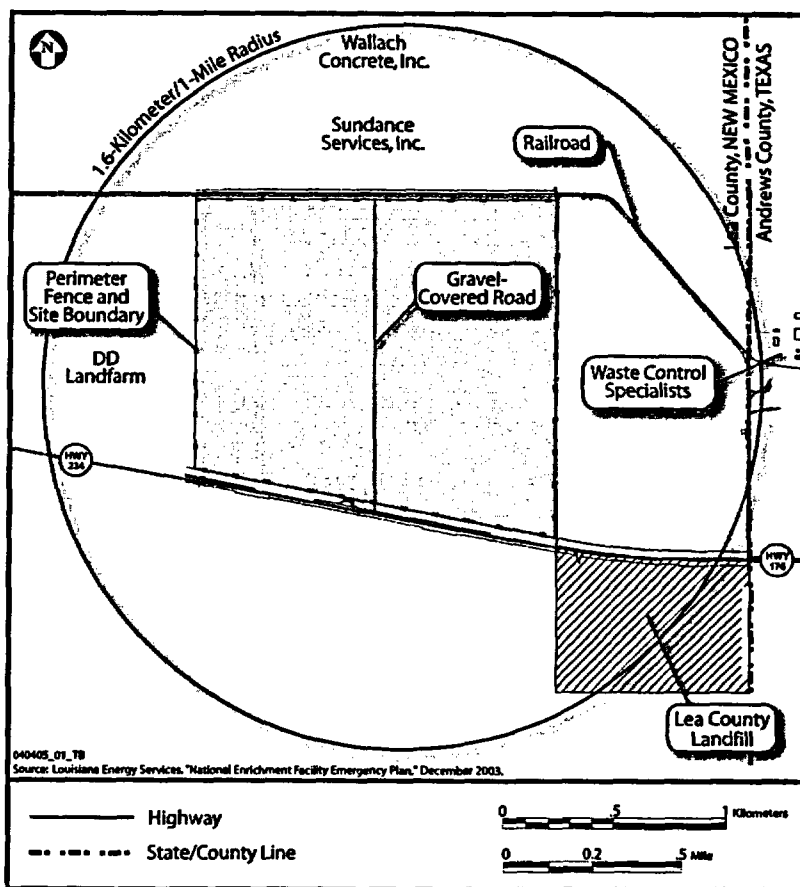 N
1.6-Kilometer/1-Mile Radius
Wallach
Concrete, Inc.
Sundance
Services, Inc.
Railroad
Lea County, NEW MEXICO
Andrews County, TEXAS
Perimeter
Fence and
Site Boundary
Gravel-
Covered Road
DD
Landfarm
Waste Control
Specialists
HWY
234
HWY
176
Lea County
Landfill
040405_01_TB
Source: Louisiana Energy Services. "National Enrichment Facility Emergency Plan." December 2003.
Highway
State/County Line
0 .5 1 Kilometers
0 0.2 .5 Mile